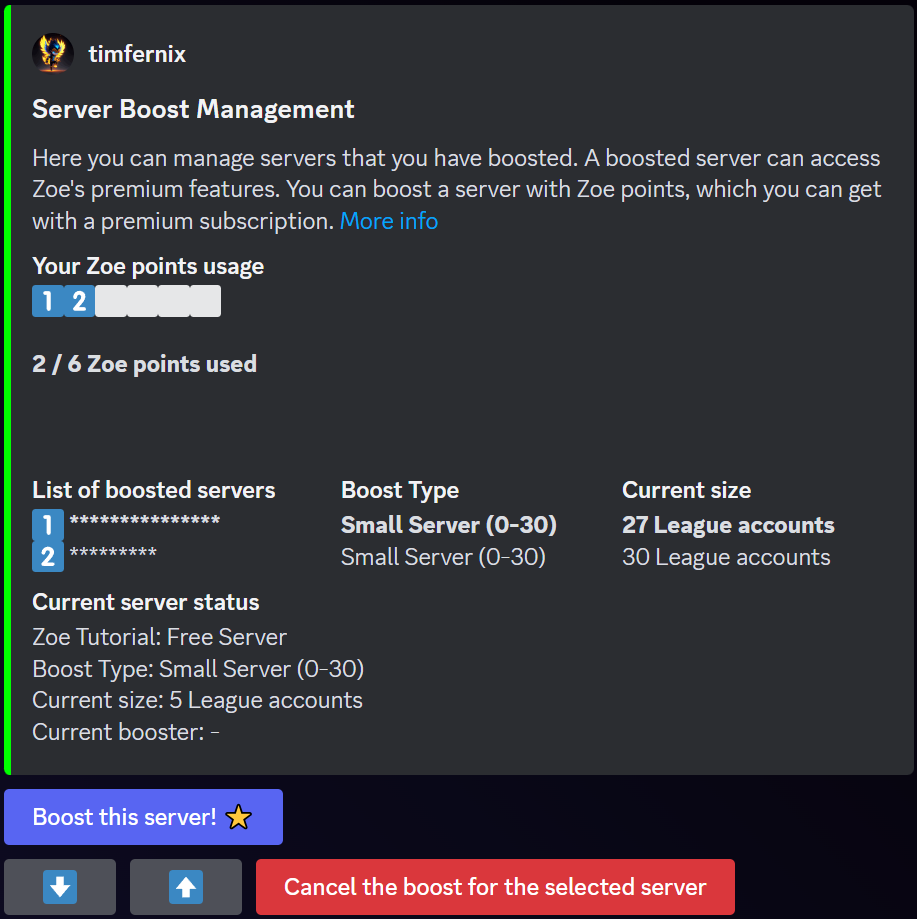 timfernix
Server Boost Management
Here you can manage servers that you have boosted. A boosted server can access
Zoe's premium features. You can boost a server with Zoe points, which you can get
with a premium subscription. More info
Your Zoe points usage
1 2
2 / 6 Zoe points used
List of boosted servers Boost Type Current size
1 *************** Small Server (0-30) 27 League accounts
2 ********* Small Server (0-30) 30 League accounts
Current server status
Zoe Tutorial: Free Server
Boost Type: Small Server (0-30)
Current size: 5 League accounts
Current booster: -
Boost this server! ⭐
⬇️ ⬆️ Cancel the boost for the selected server